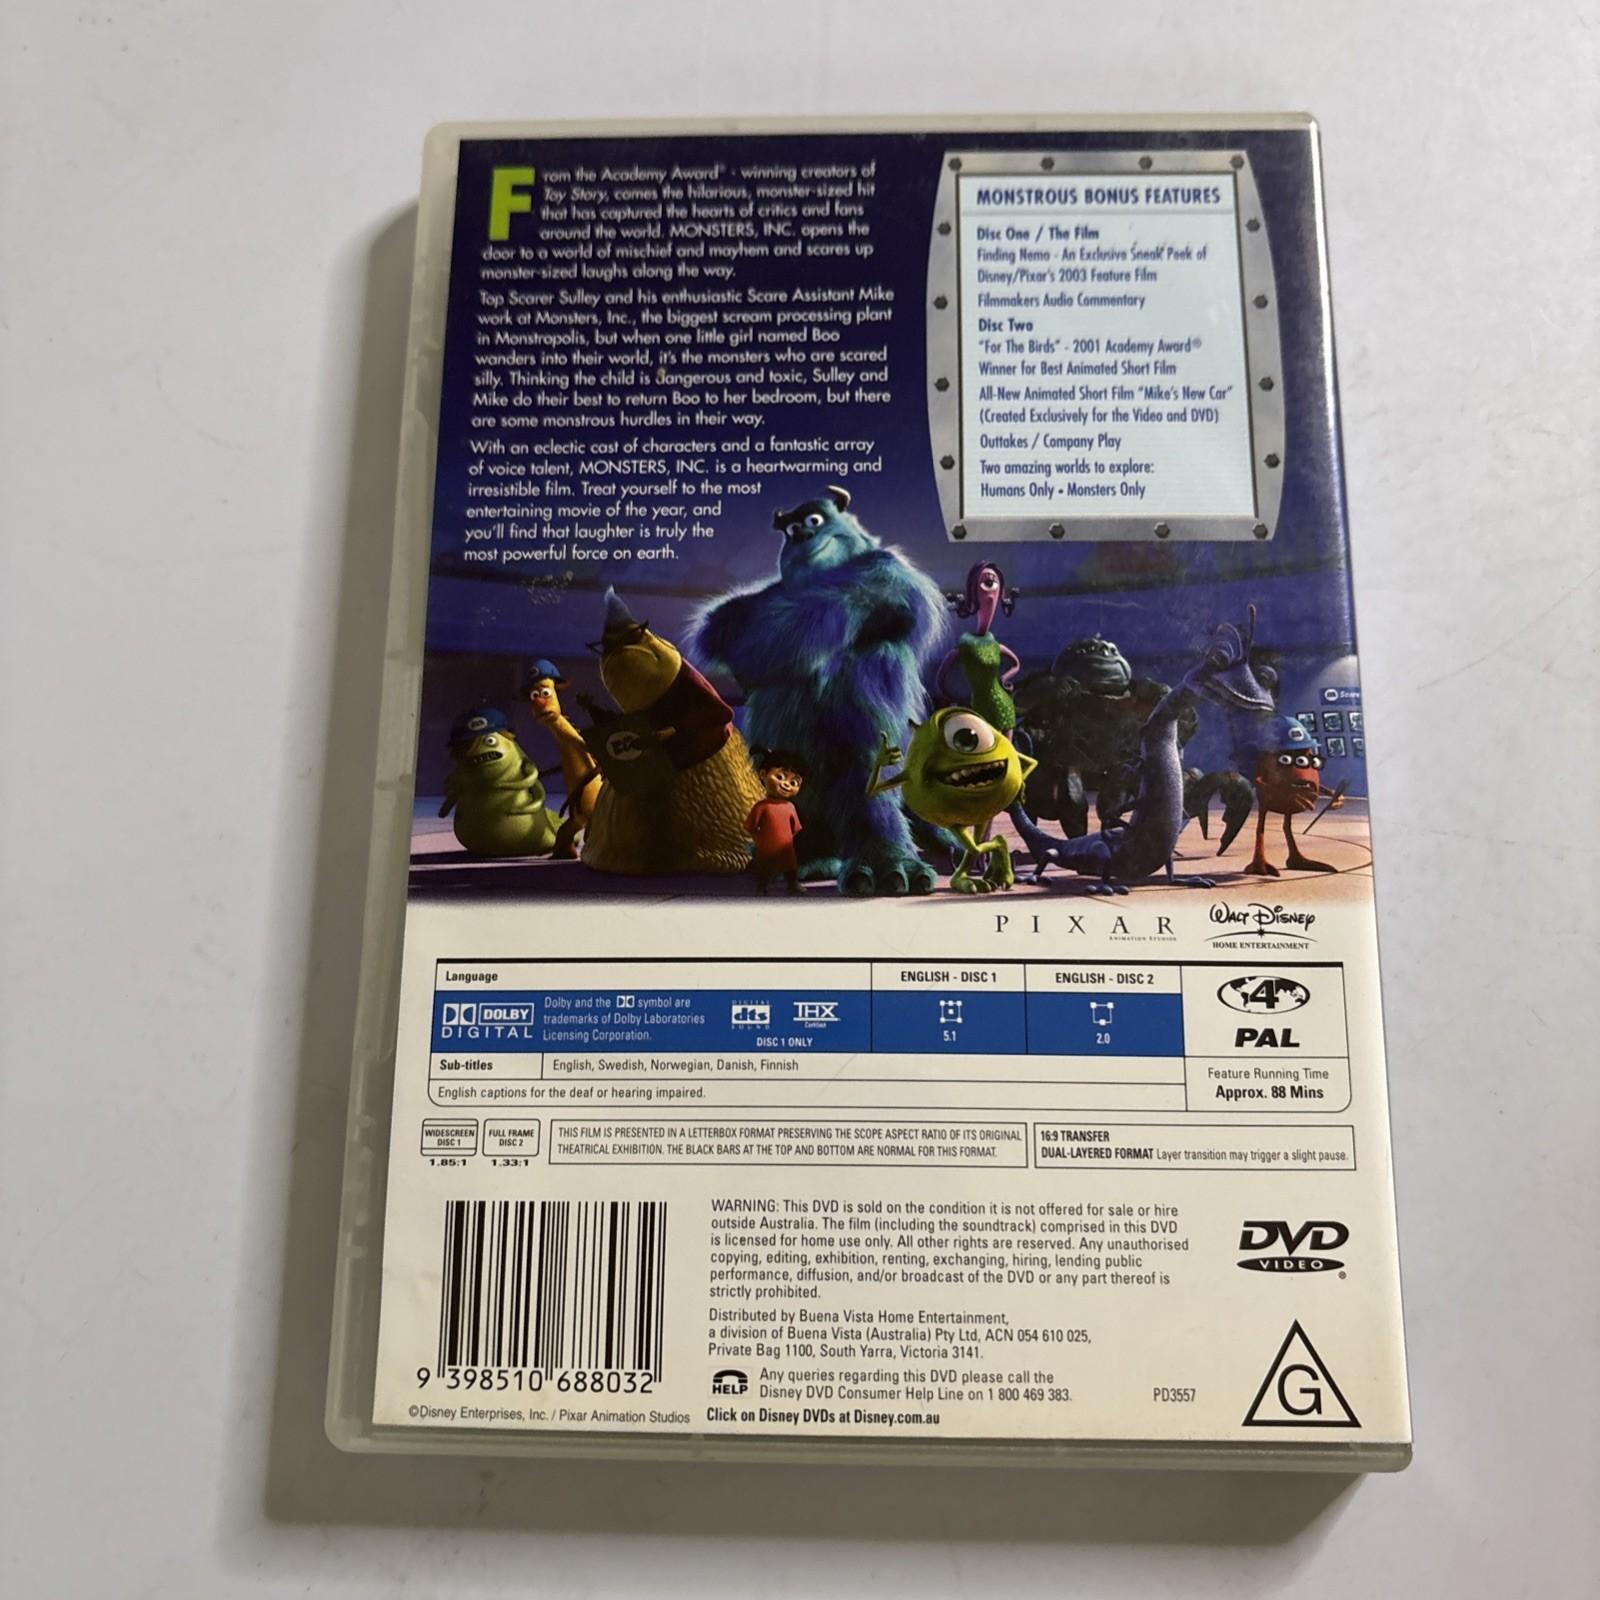 From the Academy Award® - winning creators of
Toy Story, comes the hilarious, monster-sized hit
that has captured the hearts of critics and fans
around the world. MONSTERS, INC. opens the
door to a world of mischief and mayhem and scares up
monster-sized laughs along the way.
Top Scarer Sulley and his enthusiastic Scare Assistant Mike
work at Monsters, Inc., the biggest scream processing plant
in Monstropolis, but when one little girl named Boo
wanders into their world, it's the monsters who are scared
silly. Thinking the child is dangerous and toxic, Sulley and
Mike do their best to return Boo to her bedroom, but there
are some monstrous hurdles in their way.
With an eclectic cast of characters and a fantastic array
of voice talent, MONSTERS, INC. is a heartwarming and
irresistible film. Treat yourself to the most
entertaining movie of the year, and
you'll find that laughter is truly the
most powerful force on earth.
MONSTROUS BONUS FEATURES
Disc One / The Film
Finding Nemo - An Exclusive Sneak Peek of
Disney/Pixar's 2003 Feature Film
Filmmakers Audio Commentary
Disc Two
"For The Birds" - 2001 Academy Award®
Winner for Best Animated Short Film
All-New Animated Short Film "Mike's New Car"
(Created Exclusively for the Video and DVD)
Outtakes / Company Play
Two amazing worlds to explore:
Humans Only • Monsters Only
PIXAR
ANIMATION STUDIOS
WALT DISNEY
HOME ENTERTAINMENT
Language
ENGLISH - DISC 1
ENGLISH - DISC 2
DOLBY
DIGITAL
Dolby and the DD symbol are
trademarks of Dolby Laboratories
Licensing Corporation.
DIGITAL
dts
SOUND
THX
Certified
DISC 1 ONLY
5.1
2.0
4
PAL
Sub-titles
English, Swedish, Norwegian, Danish, Finnish
English captions for the deaf or hearing impaired.
Feature Running Time
Approx. 88 Mins
WIDESCREEN
DISC 1
1.85:1
FULL FRAME
DISC 2
1.33:1
THIS FILM IS PRESENTED IN A LETTERBOX FORMAT PRESERVING THE SCOPE ASPECT RATIO OF ITS ORIGINAL
THEATRICAL EXHIBITION. THE BLACK BARS AT THE TOP AND BOTTOM ARE NORMAL FOR THIS FORMAT.
16:9 TRANSFER
DUAL-LAYERED FORMAT Layer transition may trigger a slight pause.
WARNING: This DVD is sold on the condition it is not offered for sale or hire
outside Australia. The film (including the soundtrack) comprised in this DVD
is licensed for home use only. All other rights are reserved. Any unauthorised
copying, editing, exhibition, renting, exchanging, hiring, lending public
performance, diffusion, and/or broadcast of the DVD or any part thereof is
strictly prohibited.
Distributed by Buena Vista Home Entertainment,
a division of Buena Vista (Australia) Pty Ltd, ACN 054 610 025,
Private Bag 1100, South Yarra, Victoria 3141.
HELP
Any queries regarding this DVD please call the
Disney DVD Consumer Help Line on 1 800 469 383.
Click on Disney DVDs at Disney.com.au
PD3557
DVD
VIDEO
®
G
9 398510 688032
©Disney Enterprises, Inc. / Pixar Animation Studios